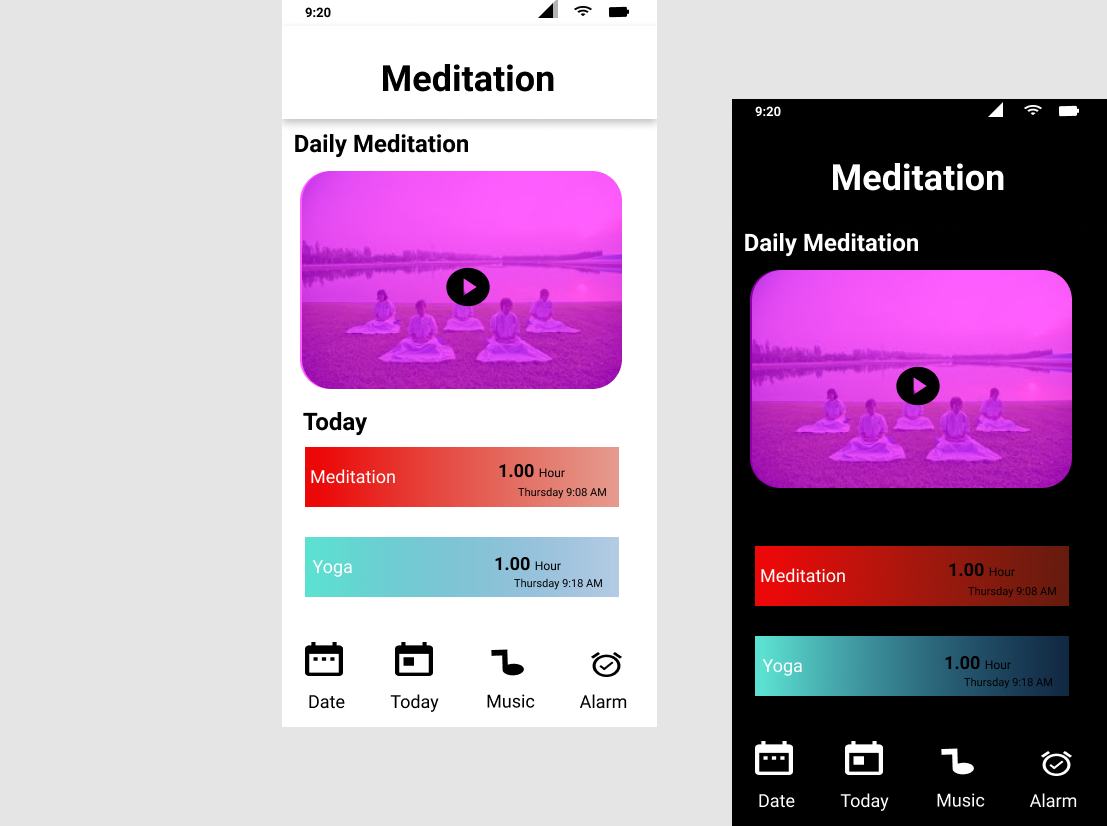 9:20
Meditation
Daily Meditation
Today
Meditation
1.00 Hour
Thursday 9:08 AM
Yoga
1.00 Hour
Thursday 9:18 AM
Date
Today
Music
Alarm
9:20
Meditation
Daily Meditation
Meditation
1.00 Hour
Thursday 9:08 AM
Yoga
1.00 Hour
Thursday 9:18 AM
Date
Today
Music
Alarm